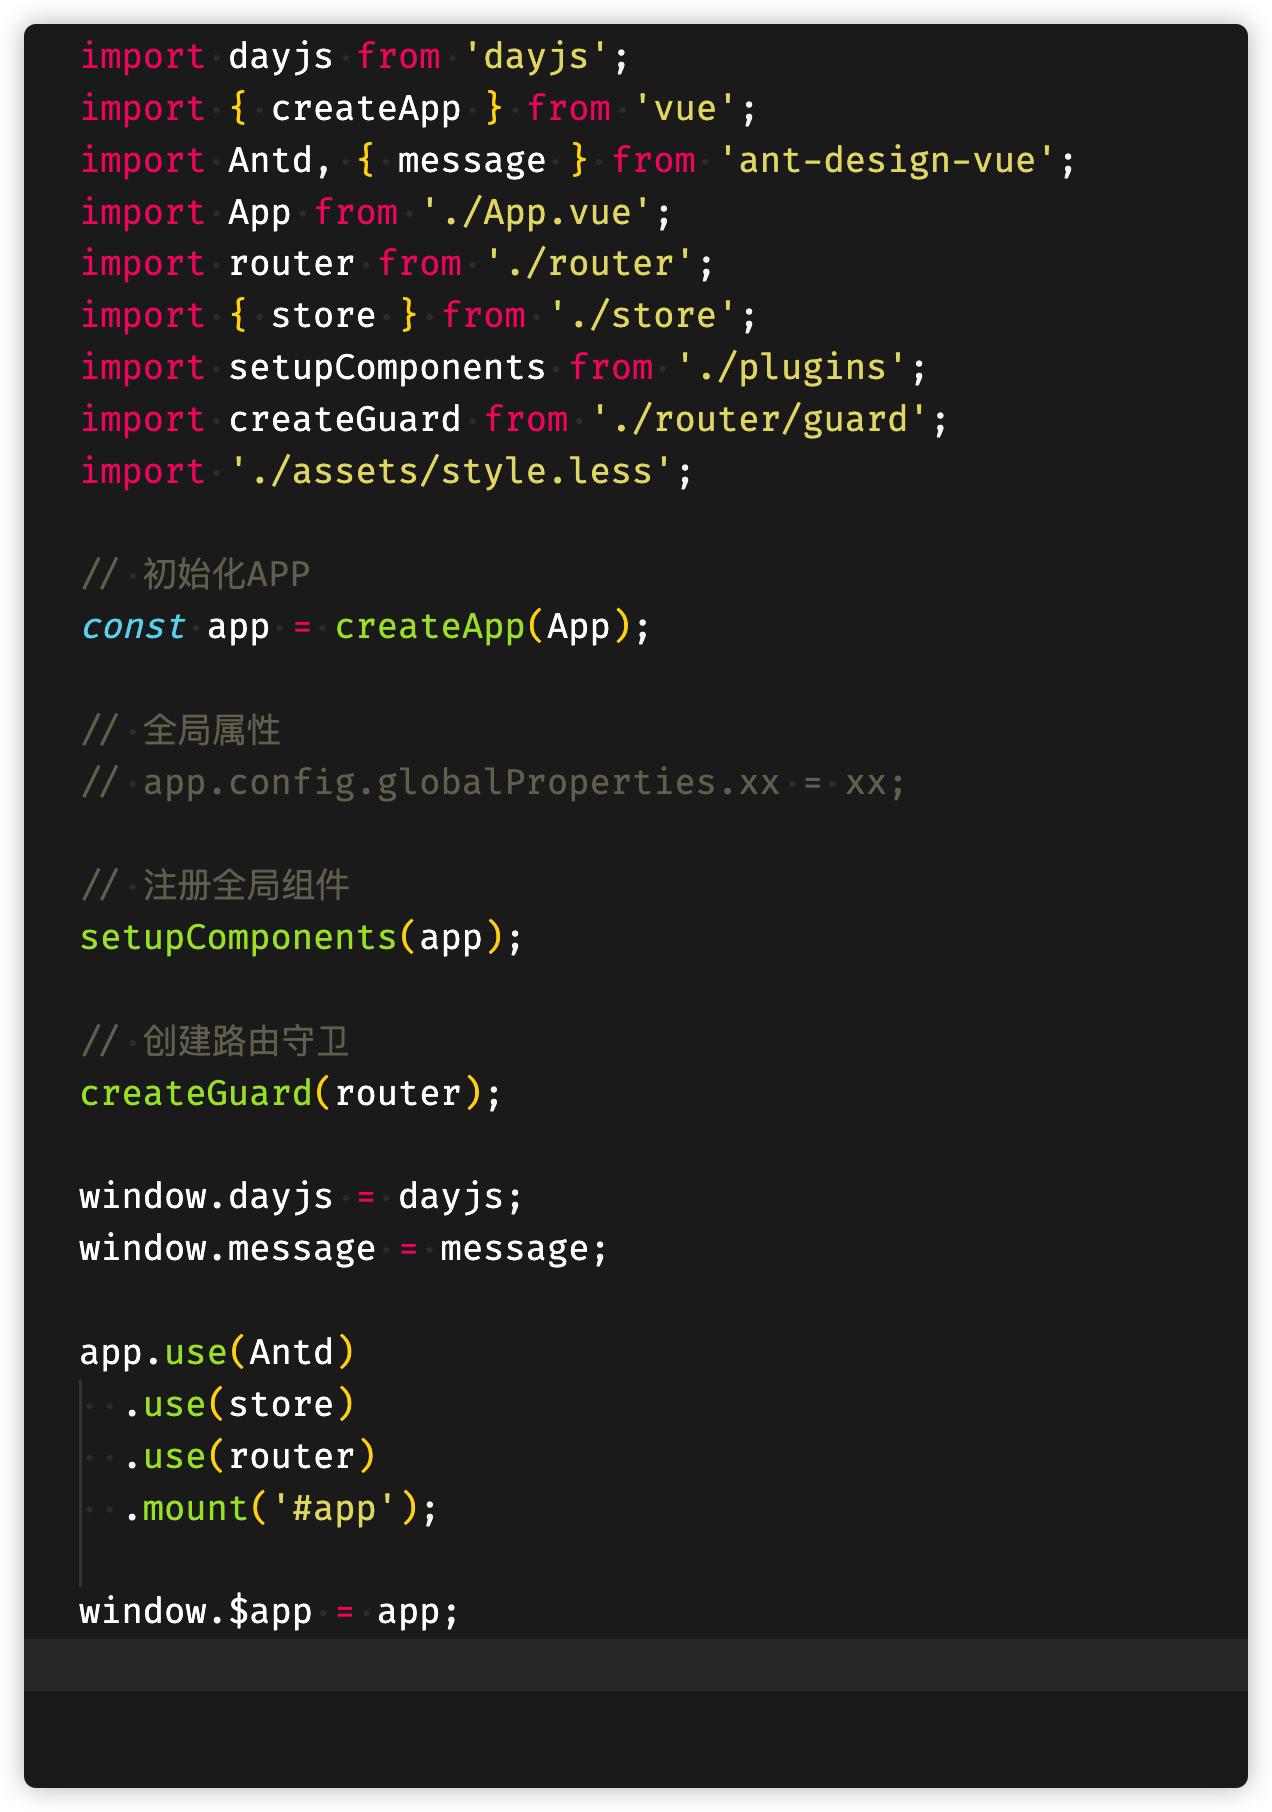 import dayjs from 'dayjs';
import { createApp } from 'vue';
import Antd, { message } from 'ant-design-vue';
import App from './App.vue';
import router from './router';
import { store } from './store';
import setupComponents from './plugins';
import createGuard from './router/guard';
import './assets/style.less';
// 初始化APP
const app = createApp(App);
// 全局属性
// app.config.globalProperties.xx = xx;
// 注册全局组件
setupComponents(app);
// 创建路由守卫
createGuard(router);
window.dayjs = dayjs;
window.message = message;
app.use(Antd)
  .use(store)
  .use(router)
  .mount('#app');
window.$app = app;